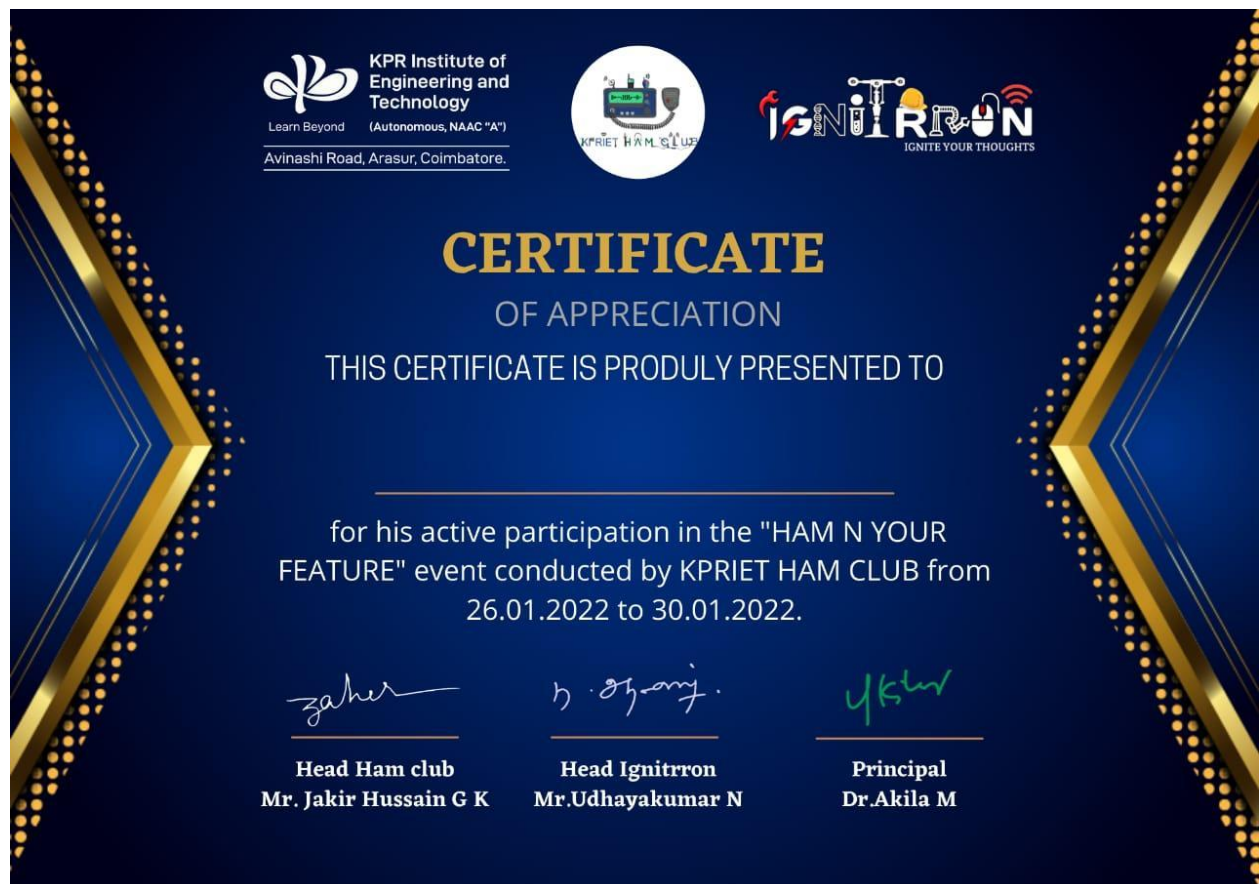 KPR Institute of
Engineering and
Technology
Learn Beyond
(Autonomous, NAAC "A")
Avinashi Road, Arasur, Coimbatore.
KPRIET HAM CLUB
IGNITRRON
IGNITE YOUR THOUGHTS
CERTIFICATE
OF APPRECIATION
THIS CERTIFICATE IS PRODULY PRESENTED TO
for his active participation in the "HAM N YOUR
FEATURE" event conducted by KPRIET HAM CLUB from
26.01.2022 to 30.01.2022.
zaher
Head Ham club
Mr. Jakir Hussain G K
Head Ignitrron
Mr.Udhayakumar N
Principal
Dr.Akila M